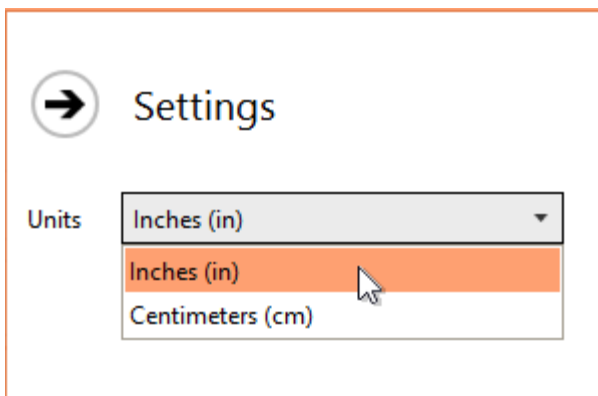 Settings
Units Inches (in)
Inches (in)
Centimeters (cm)